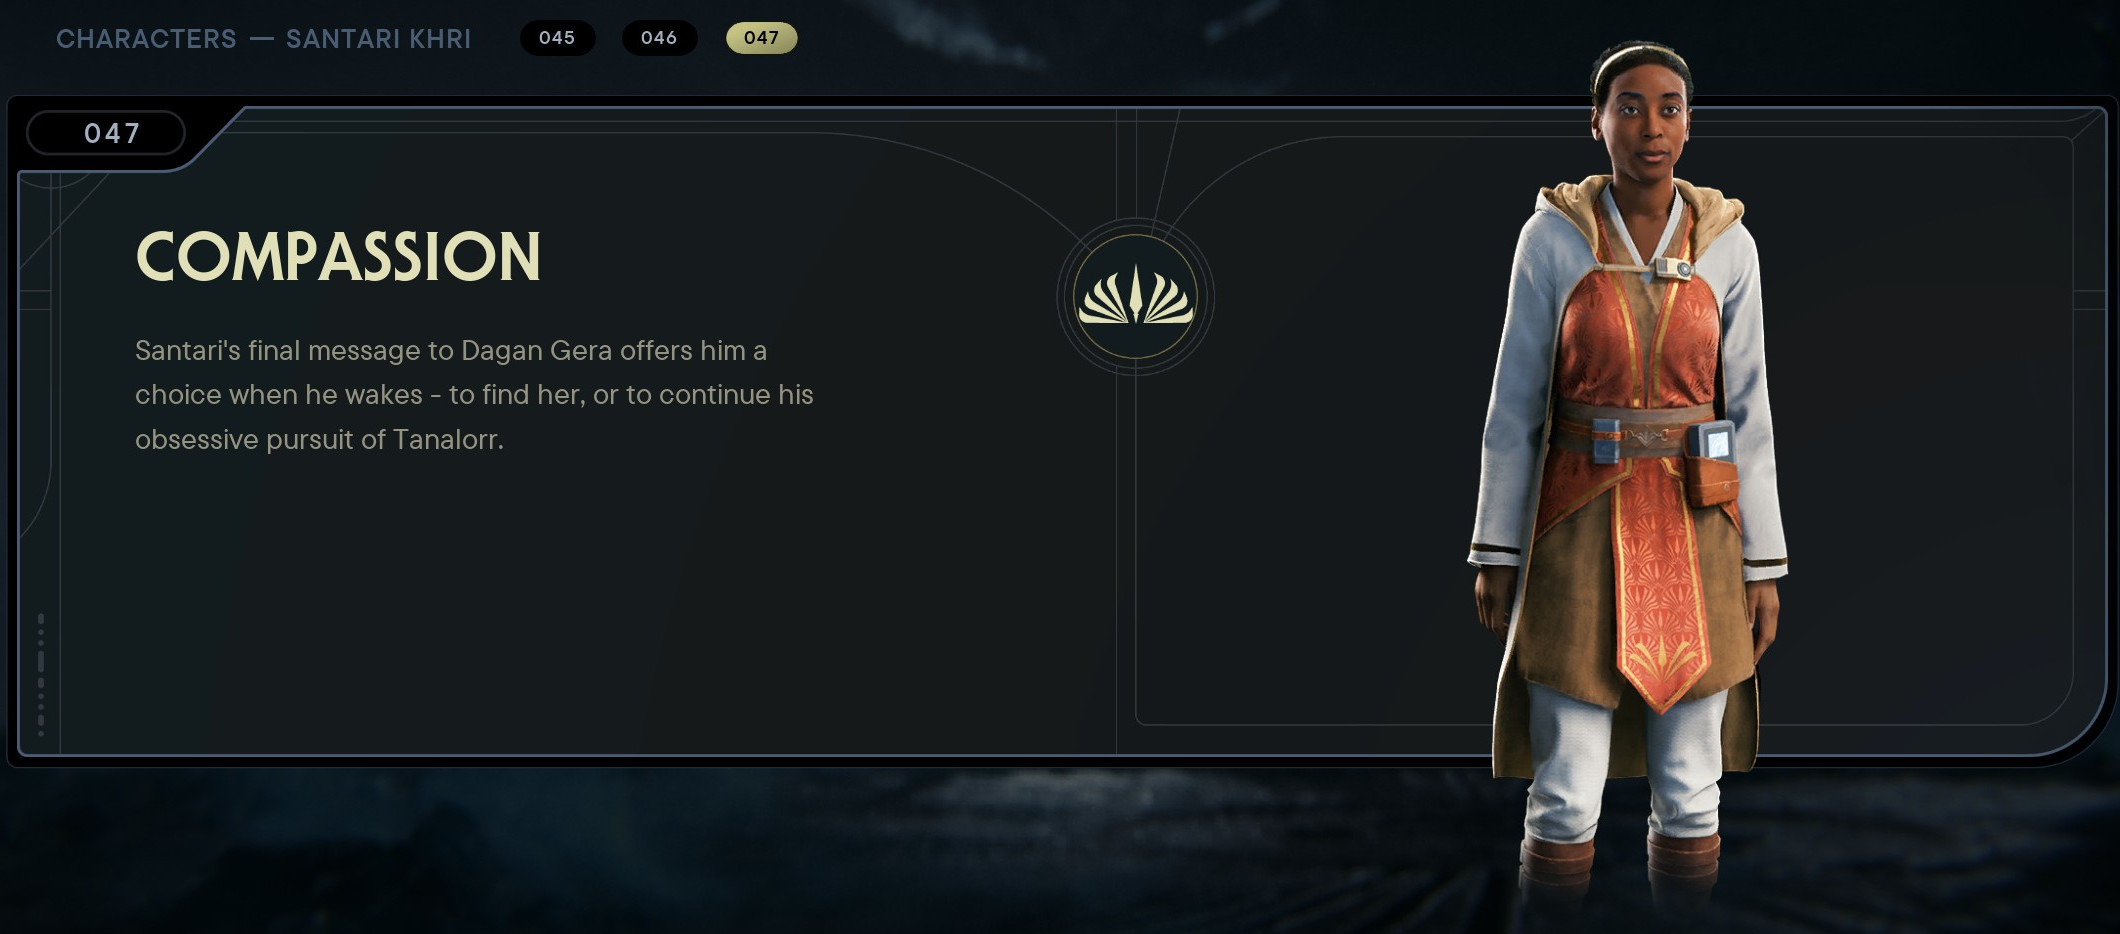 CHARACTERS — SANTARI KHRI 045 046 047
047
COMPASSION
Santari's final message to Dagan Gera offers him a
choice when he wakes - to find her, or to continue his
obsessive pursuit of Tanalorr.